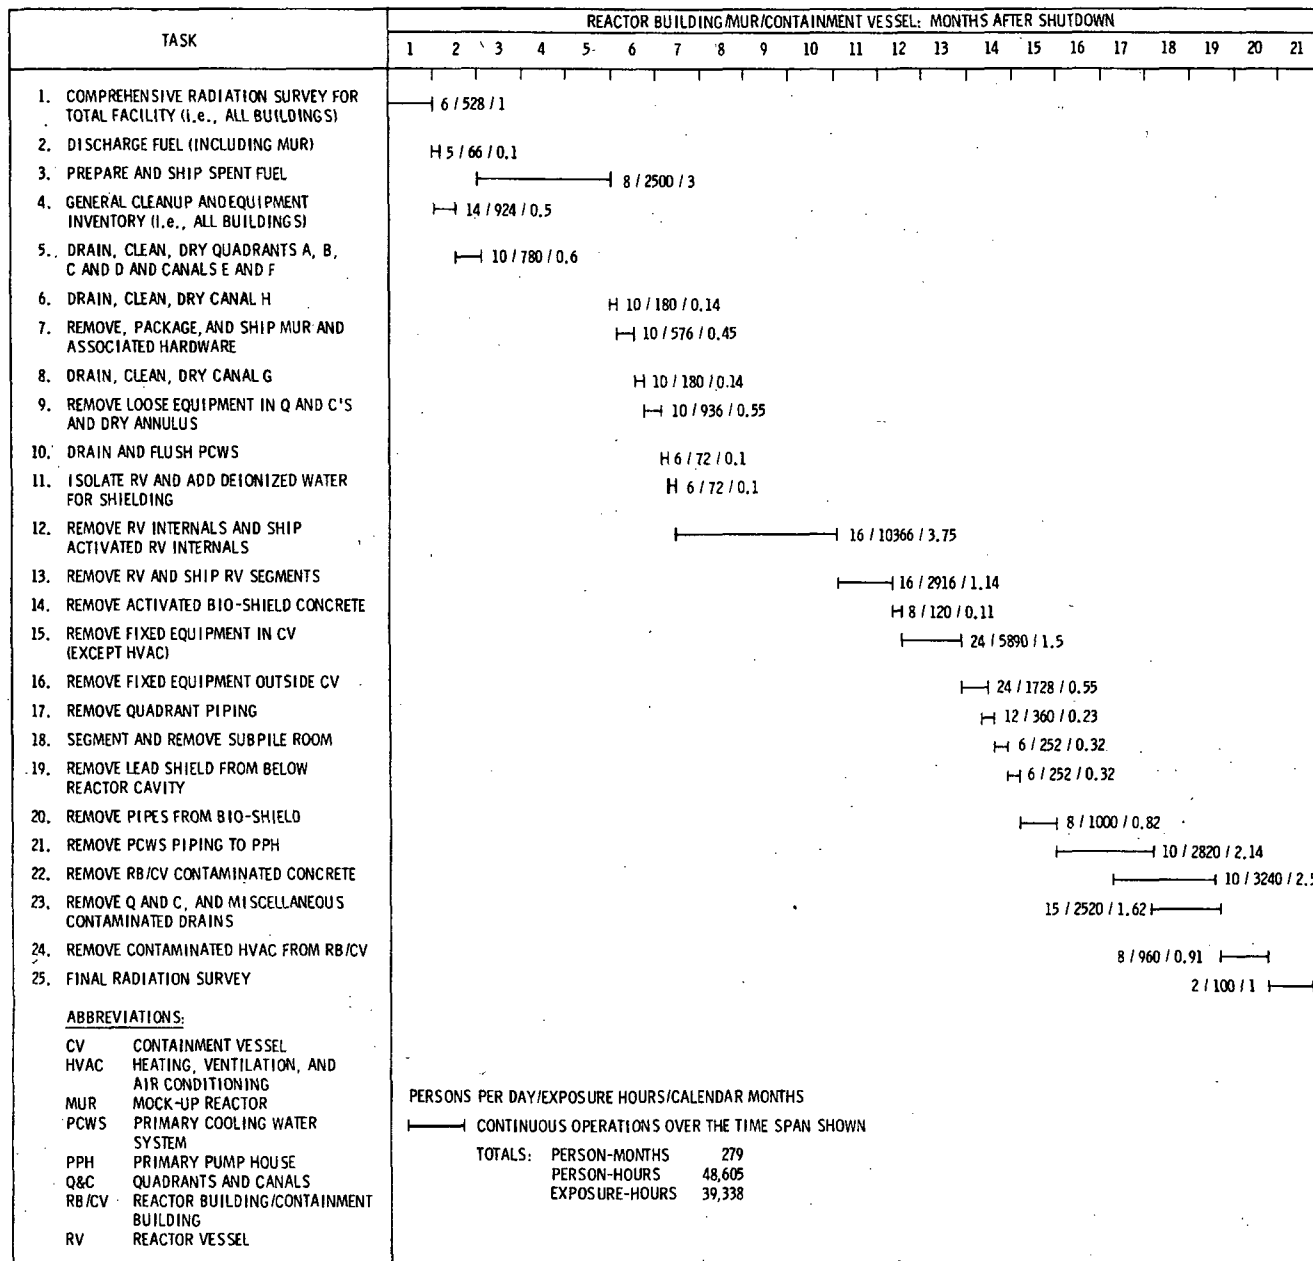 REACTOR BUILDING/MUR/CONTAINMENT VESSEL: MONTHS AFTER SHUTDOWN
TASK
1 2 3 4 5 6 7 8 9 10 11 12 13 14 15 16 17 18 19 20 21
1. COMPREHENSIVE RADIATION SURVEY FOR
TOTAL FACILITY (i.e., ALL BUILDINGS)
6 / 528 / 1
2. DISCHARGE FUEL (INCLUDING MUR)
5 / 66 / 0.1
3. PREPARE AND SHIP SPENT FUEL
8 / 2500 / 3
4. GENERAL CLEANUP AND EQUIPMENT
INVENTORY (i.e., ALL BUILDINGS)
14 / 924 / 0.5
5. DRAIN, CLEAN, DRY QUADRANTS A, B,
C AND D AND CANALS E AND F
10 / 780 / 0.6
6. DRAIN, CLEAN, DRY CANAL H
10 / 180 / 0.14
7. REMOVE, PACKAGE, AND SHIP MUR AND
ASSOCIATED HARDWARE
10 / 576 / 0.45
8. DRAIN, CLEAN, DRY CANAL G
10 / 180 / 0.14
9. REMOVE LOOSE EQUIPMENT IN Q AND C'S
AND DRY ANNULUS
10 / 936 / 0.55
10. DRAIN AND FLUSH PCWS
6 / 72 / 0.1
11. ISOLATE RV AND ADD DEIONIZED WATER
FOR SHIELDING
6 / 72 / 0.1
12. REMOVE RV INTERNALS AND SHIP
ACTIVATED RV INTERNALS
16 / 10366 / 3.75
13. REMOVE RV AND SHIP RV SEGMENTS
16 / 2916 / 1.14
14. REMOVE ACTIVATED BIO-SHIELD CONCRETE
8 / 120 / 0.11
15. REMOVE FIXED EQUIPMENT IN CV
(EXCEPT HVAC)
24 / 5890 / 1.5
16. REMOVE FIXED EQUIPMENT OUTSIDE CV
24 / 1728 / 0.55
17. REMOVE QUADRANT PIPING
12 / 360 / 0.23
18. SEGMENT AND REMOVE SUBPILE ROOM
6 / 252 / 0.32
19. REMOVE LEAD SHIELD FROM BELOW
REACTOR CAVITY
6 / 252 / 0.32
20. REMOVE PIPES FROM BIO-SHIELD
8 / 1000 / 0.82
21. REMOVE PCWS PIPING TO PPH
10 / 2820 / 2.14
22. REMOVE RB/CV CONTAMINATED CONCRETE
10 / 3240 / 2.5
23. REMOVE Q AND C, AND MISCELLANEOUS
CONTAMINATED DRAINS
15 / 2520 / 1.62
24. REMOVE CONTAMINATED HVAC FROM RB/CV
8 / 960 / 0.91
25. FINAL RADIATION SURVEY
2 / 100 / 1
ABBREVIATIONS:
CV CONTAINMENT VESSEL
HVAC HEATING, VENTILATION, AND
AIR CONDITIONING
MUR MOCK-UP REACTOR
PCWS PRIMARY COOLING WATER
SYSTEM
PPH PRIMARY PUMP HOUSE
Q&C QUADRANTS AND CANALS
RB/CV REACTOR BUILDING/CONTAINMENT
BUILDING
RV REACTOR VESSEL
PERSONS PER DAY/EXPOSURE HOURS/CALENDAR MONTHS
CONTINUOUS OPERATIONS OVER THE TIME SPAN SHOWN
TOTALS: PERSON-MONTHS 279
PERSON-HOURS 48,605
EXPOSURE-HOURS 39,338